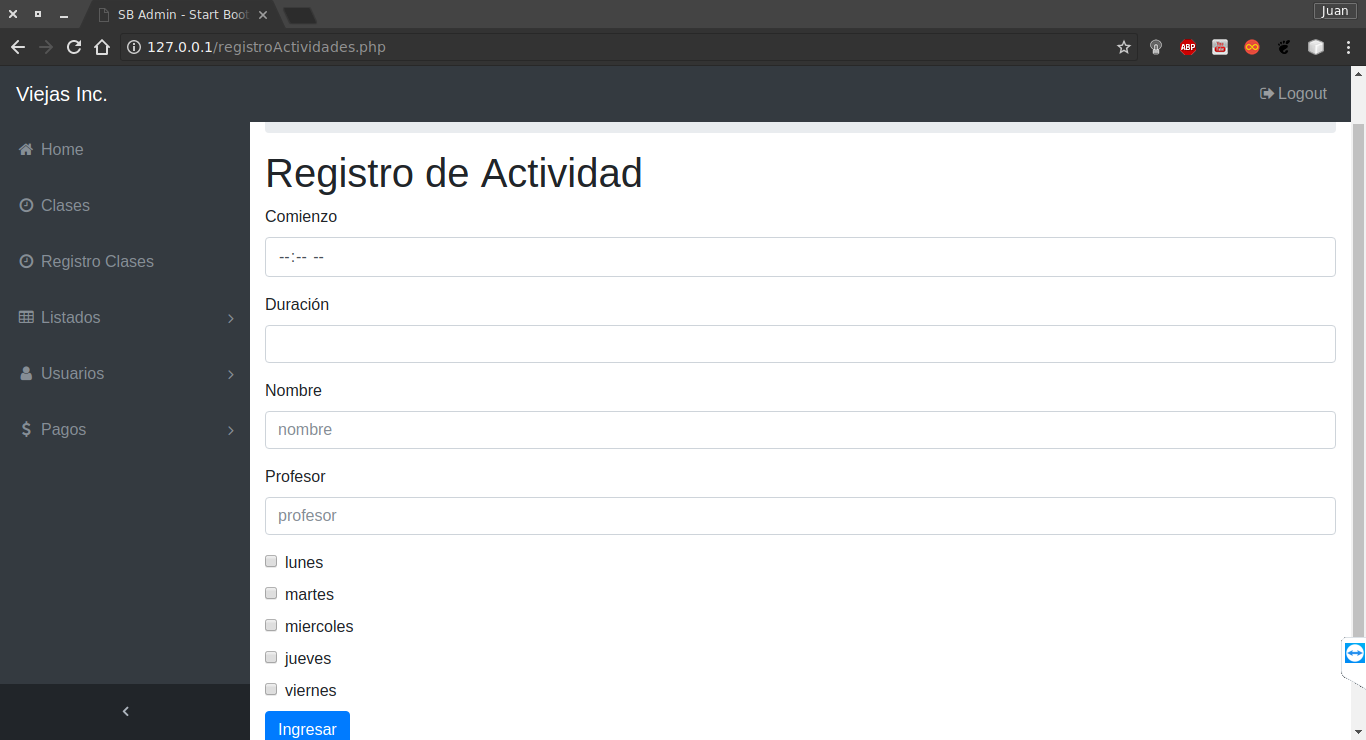 SB Admin - Start Boot
Juan
127.0.0.1/registroActividades.php
ABP
Viejas Inc.
Logout
Home
Clases
Registro Clases
Listados
Usuarios
Pagos
Registro de Actividad
Comienzo
--:-- --
Duración
Nombre
nombre
Profesor
profesor
lunes
martes
miercoles
jueves
viernes
Ingresar